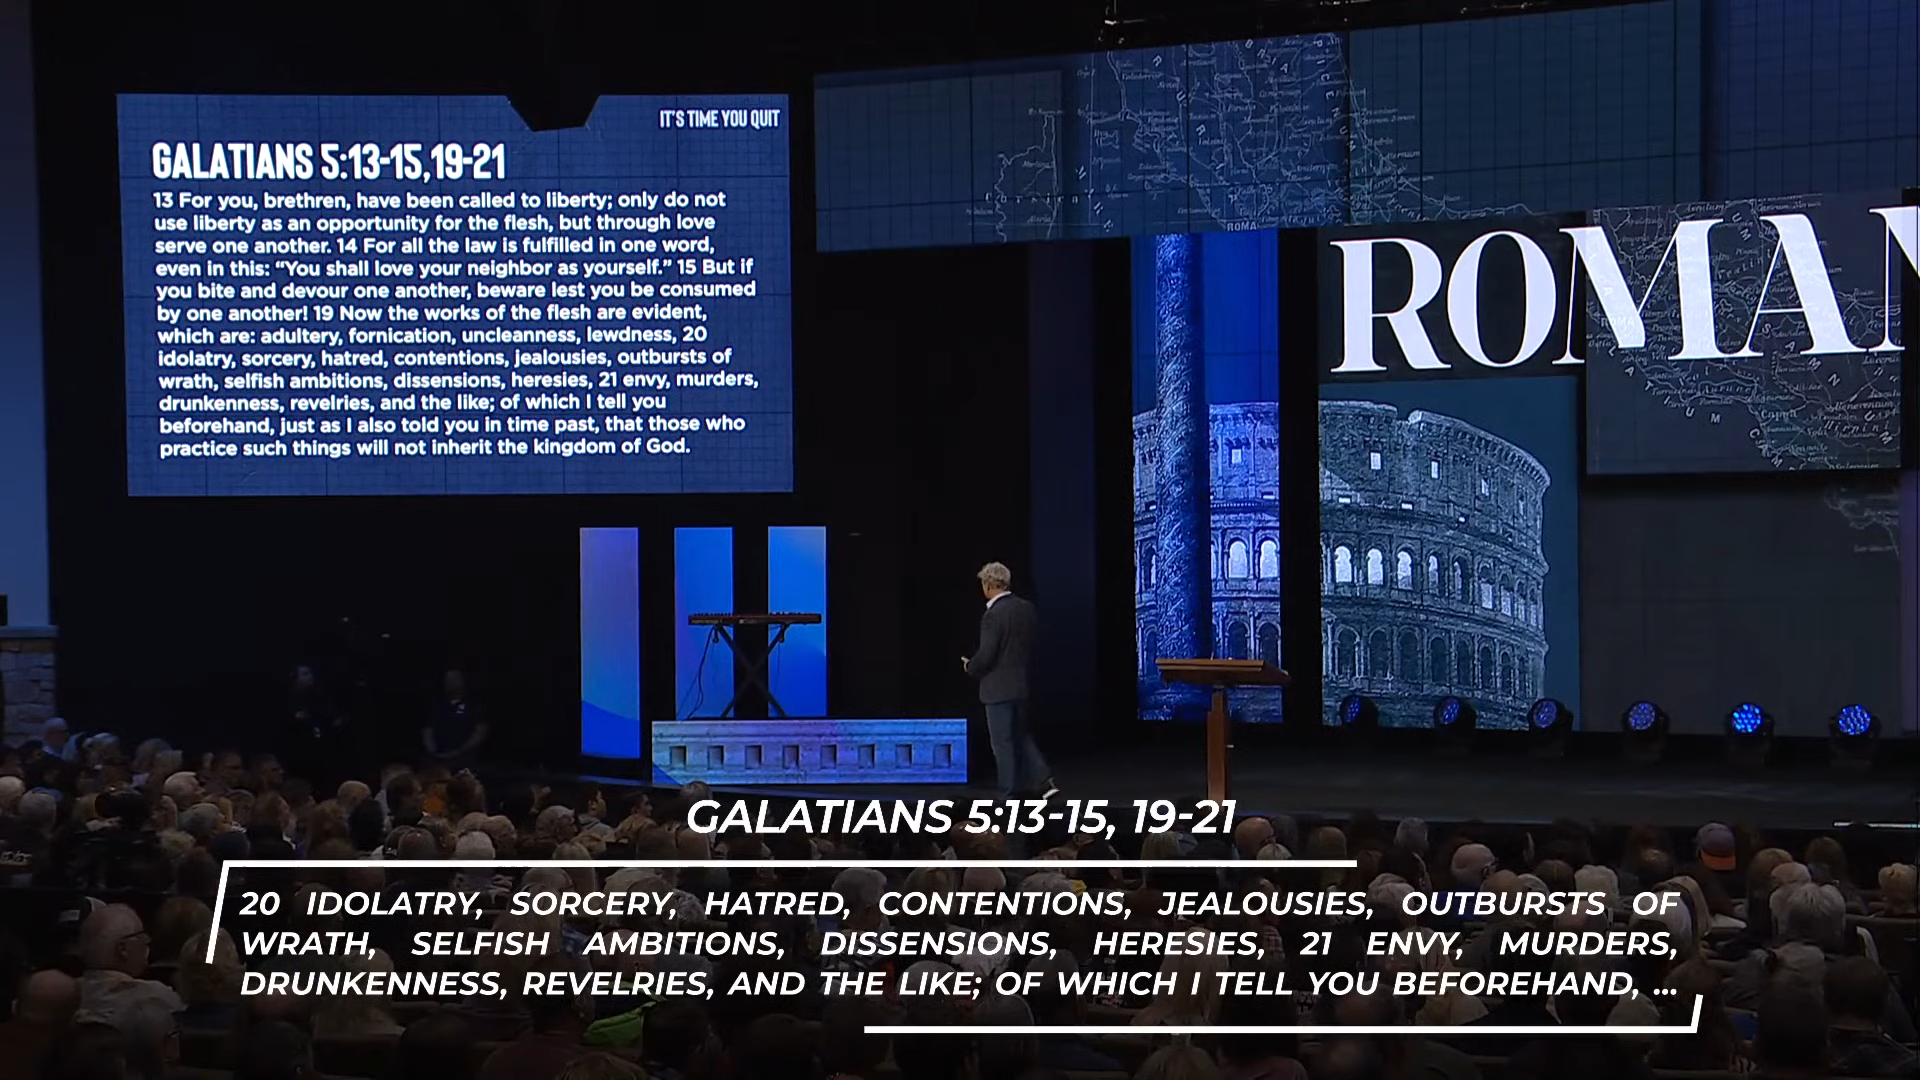 IT'S TIME YOU QUIT
GALATIANS 5:13-15, 19-21
13 For you, brethren, have been called to liberty; only do not
use liberty as an opportunity for the flesh, but through love
serve one another. 14 For all the law is fulfilled in one word,
even in this: “You shall love your neighbor as yourself.” 15 But if
you bite and devour one another, beware lest you be consumed
by one another! 19 Now the works of the flesh are evident,
which are: adultery, fornication, uncleanness, lewdness, 20
idolatry, sorcery, hatred, contentions, jealousies, outbursts of
wrath, selfish ambitions, dissensions, heresies, 21 envy, murders,
drunkenness, revelries, and the like; of which I tell you
beforehand, just as I also told you in time past, that those who
practice such things will not inherit the kingdom of God.
ROMA
ROMAN
LATIUM
GALATIANS 5:13-15, 19-21
20 IDOLATRY, SORCERY, HATRED, CONTENTIONS, JEALOUSIES, OUTBURSTS OF
WRATH, SELFISH AMBITIONS, DISSENSIONS, HERESIES, 21 ENVY, MURDERS,
DRUNKENNESS, REVELRIES, AND THE LIKE; OF WHICH I TELL YOU BEFOREHAND, ...